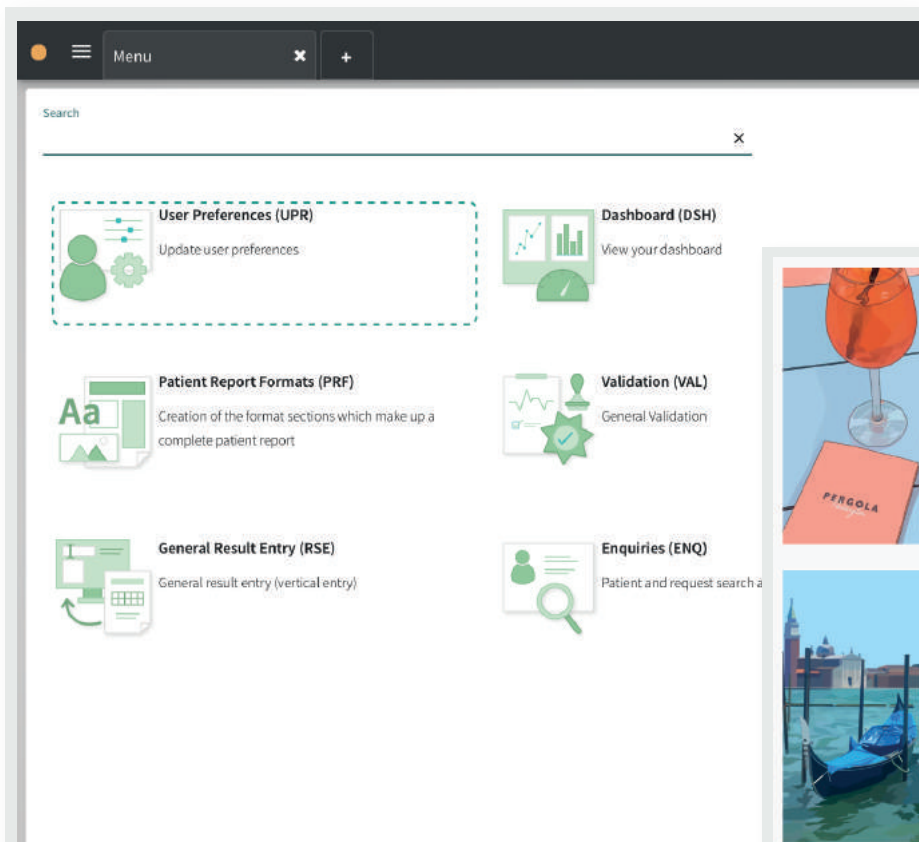 Menu
Search
User Preferences (UPR)
Update user preferences
Dashboard (DSH)
View your dashboard
Patient Report Formats (PRF)
Creation of the format sections which make up a
complete patient report
Aa
Validation (VAL)
General Validation
General Result Entry (RSE)
General result entry (vertical entry)
Enquiries (ENQ)
Patient and request search a
PERGOLA